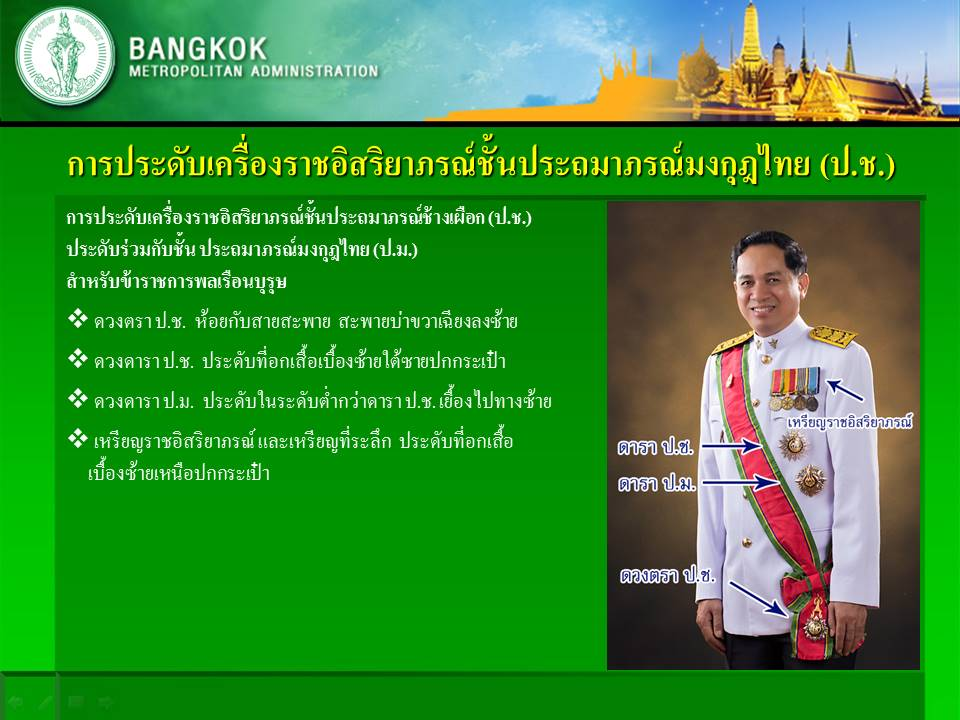 BANGKOK
METROPOLITAN ADMINISTRATION
การประดับเครื่องราชอิสริยาภรณ์ชั้นประถมาภรณ์มงกุฎไทย (ป.ช.)
การประดับเครื่องราชอิสริยาภรณ์ชั้นประถมาภรณ์ช้างเผือก (ป.ช.)
ประดับร่วมกับชั้น ประถมาภรณ์มงกุฎไทย (ป.ม.)
สำหรับข้าราชการพลเรือนบุรุษ
❖ ดวงตรา ป.ช. ห้อยกับสายสะพาย สะพายบ่าขวาเฉียงลงซ้าย
❖ ดวงดารา ป.ช. ประดับที่อกเสื้อเบื้องซ้ายใต้ชายปกกระเป๋า
❖ ดวงดารา ป.ม. ประดับในระดับต่ำกว่าดารา ป.ช. เยื้องไปทางซ้าย
❖ เหรียญราชอิสริยาภรณ์ และเหรียญที่ระลึก ประดับที่อกเสื้อ
เบื้องซ้ายเหนือปกกระเป๋า
เหรียญราชอิสริยาภรณ์
ดารา ป.ช.
ดารา ป.ม.
ดวงตรา ป.ช.